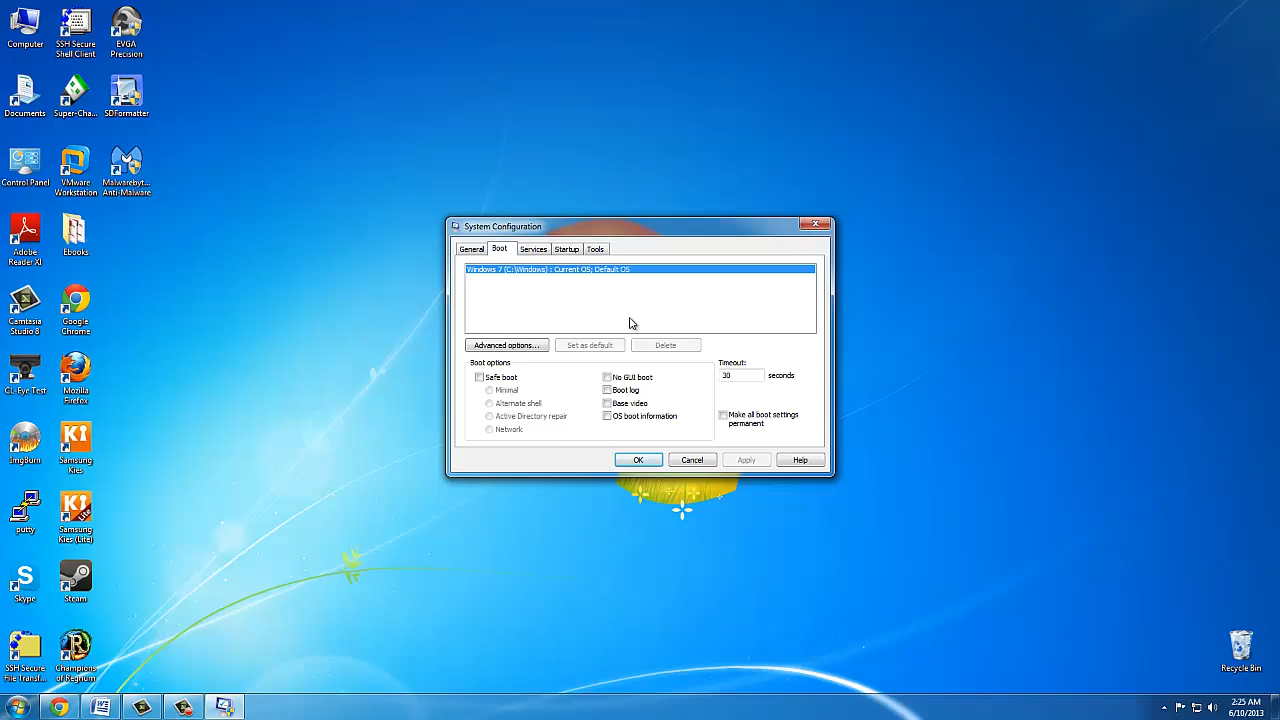 Computer
SSH Secure
Shell Client
EVGA
Precision
Documents
Super-Cha...
SDFormatter
Control Panel
VMware
Workstation
Malwarebyt...
Anti-Malware
Adobe
Reader XI
Ebooks
Camtasia
Studio 8
Google
Chrome
CL-Eye Test
Mozilla
Firefox
ImgBurn
Samsung
Kies
putty
Samsung
Kies (Lite)
Skype
Steam
SSH Secure
File Transf...
Champions
of Regnum
System Configuration
General
Boot
Services
Startup
Tools
Windows 7 (C:\Windows) : Current OS; Default OS
Advanced options...
Set as default
Delete
Boot options
Safe boot
Minimal
Alternate shell
Active Directory repair
Network
No GUI boot
Boot log
Base video
OS boot information
Timeout:
30 seconds
Make all boot settings
permanent
OK
Cancel
Apply
Help
Recycle Bin
2:25 AM
6/10/2013